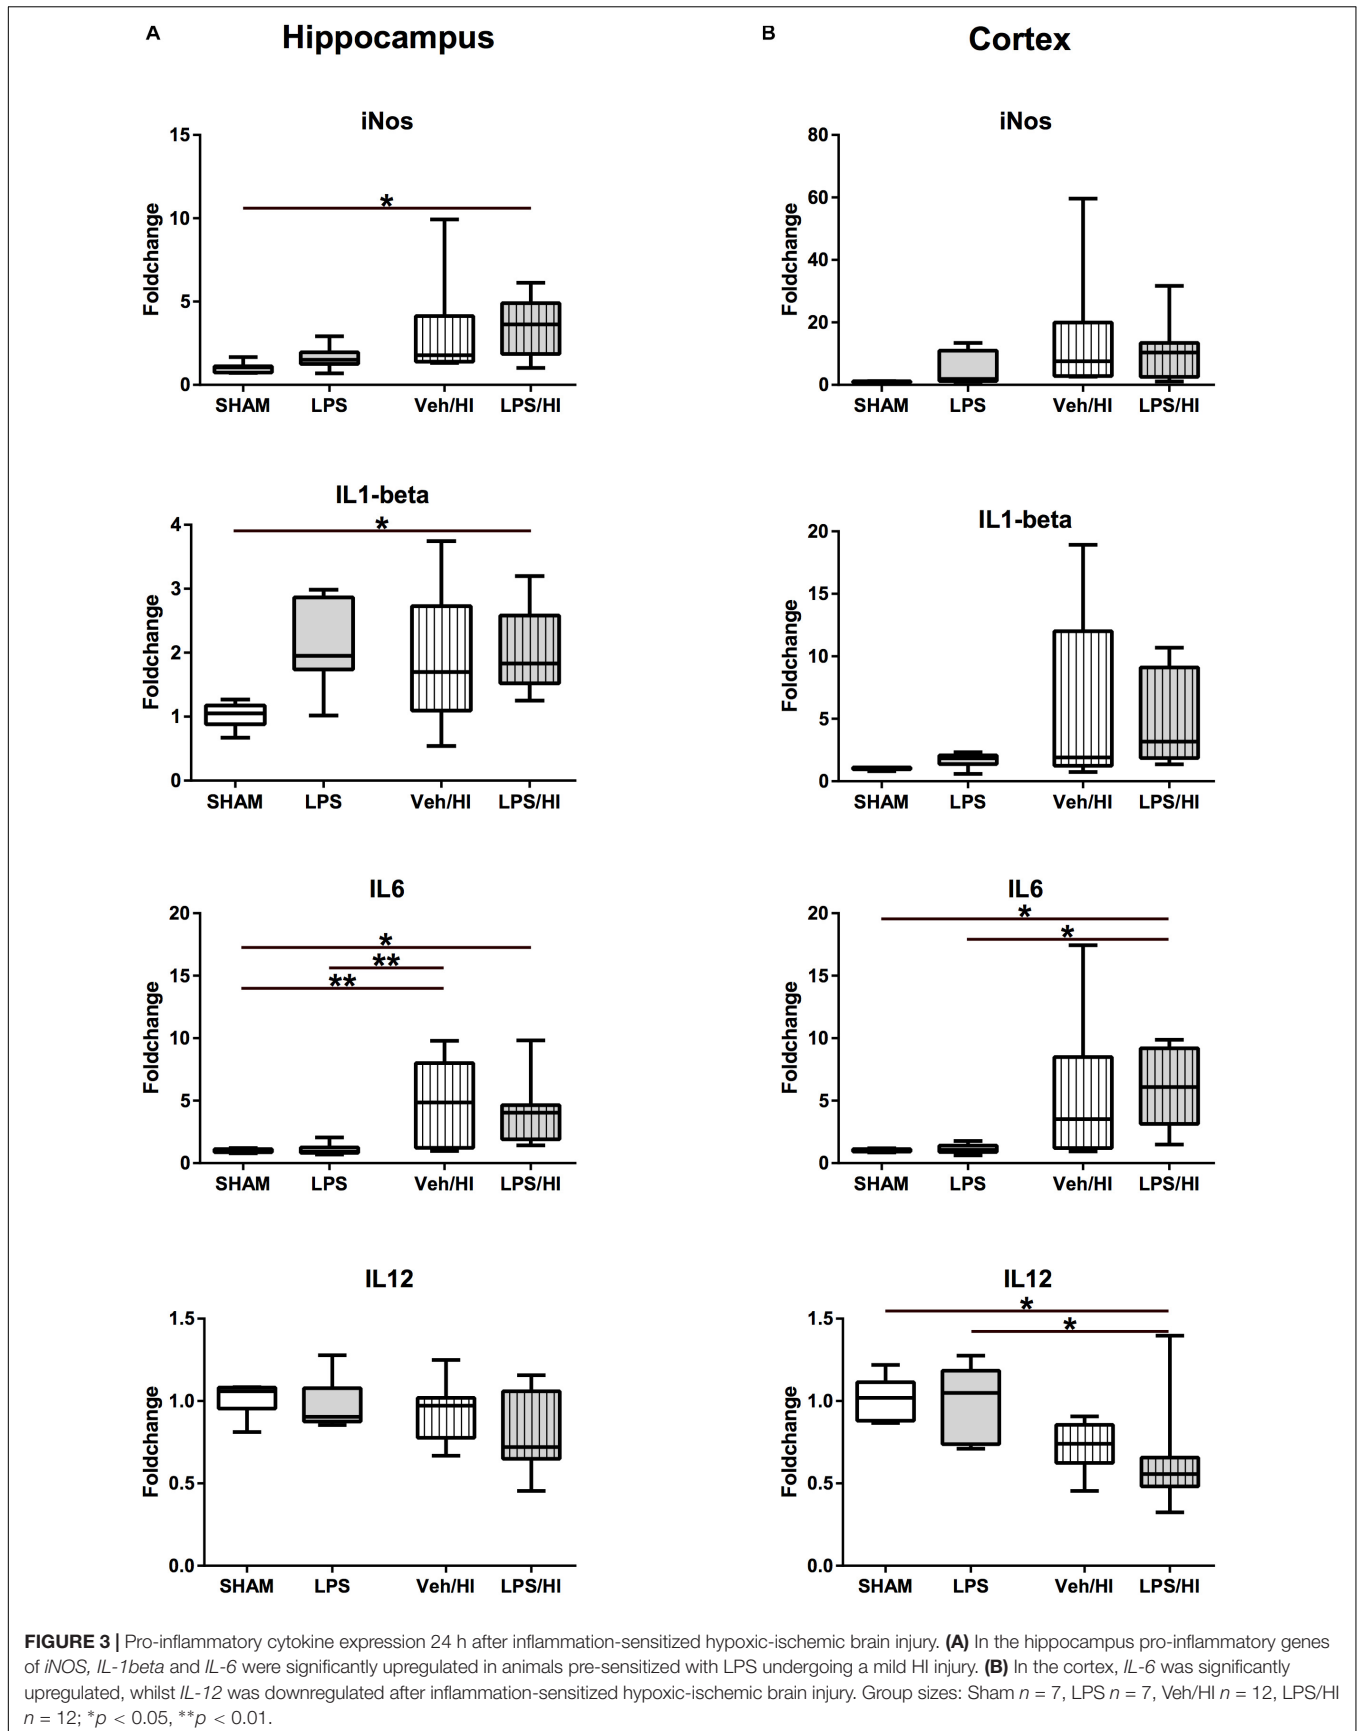 A
Hippocampus
B
Cortex
iNos
15
10
5
0
Foldchange
*
SHAM LPS Veh/HI LPS/HI
iNos
80
60
40
20
0
Foldchange
SHAM LPS Veh/HI LPS/HI
IL1-beta
4
3
2
1
0
Foldchange
*
SHAM LPS Veh/HI LPS/HI
IL1-beta
20
15
10
5
0
Foldchange
SHAM LPS Veh/HI LPS/HI
IL6
20
15
10
5
0
Foldchange
*
**
**
SHAM LPS Veh/HI LPS/HI
IL6
20
15
10
5
0
Foldchange
*
*
SHAM LPS Veh/HI LPS/HI
IL12
1.5
1.0
0.5
0.0
Foldchange
SHAM LPS Veh/HI LPS/HI
IL12
1.5
1.0
0.5
0.0
Foldchange
*
*
SHAM LPS Veh/HI LPS/HI
FIGURE 3 | Pro-inflammatory cytokine expression 24 h after inflammation-sensitized hypoxic-ischemic brain injury. (A) In the hippocampus pro-inflammatory genes
of iNOS, IL-1beta and IL-6 were significantly upregulated in animals pre-sensitized with LPS undergoing a mild HI injury. (B) In the cortex, IL-6 was significantly
upregulated, whilst IL-12 was downregulated after inflammation-sensitized hypoxic-ischemic brain injury. Group sizes: Sham n = 7, LPS n = 7, Veh/HI n = 12, LPS/HI
n = 12; *p < 0.05, **p < 0.01.